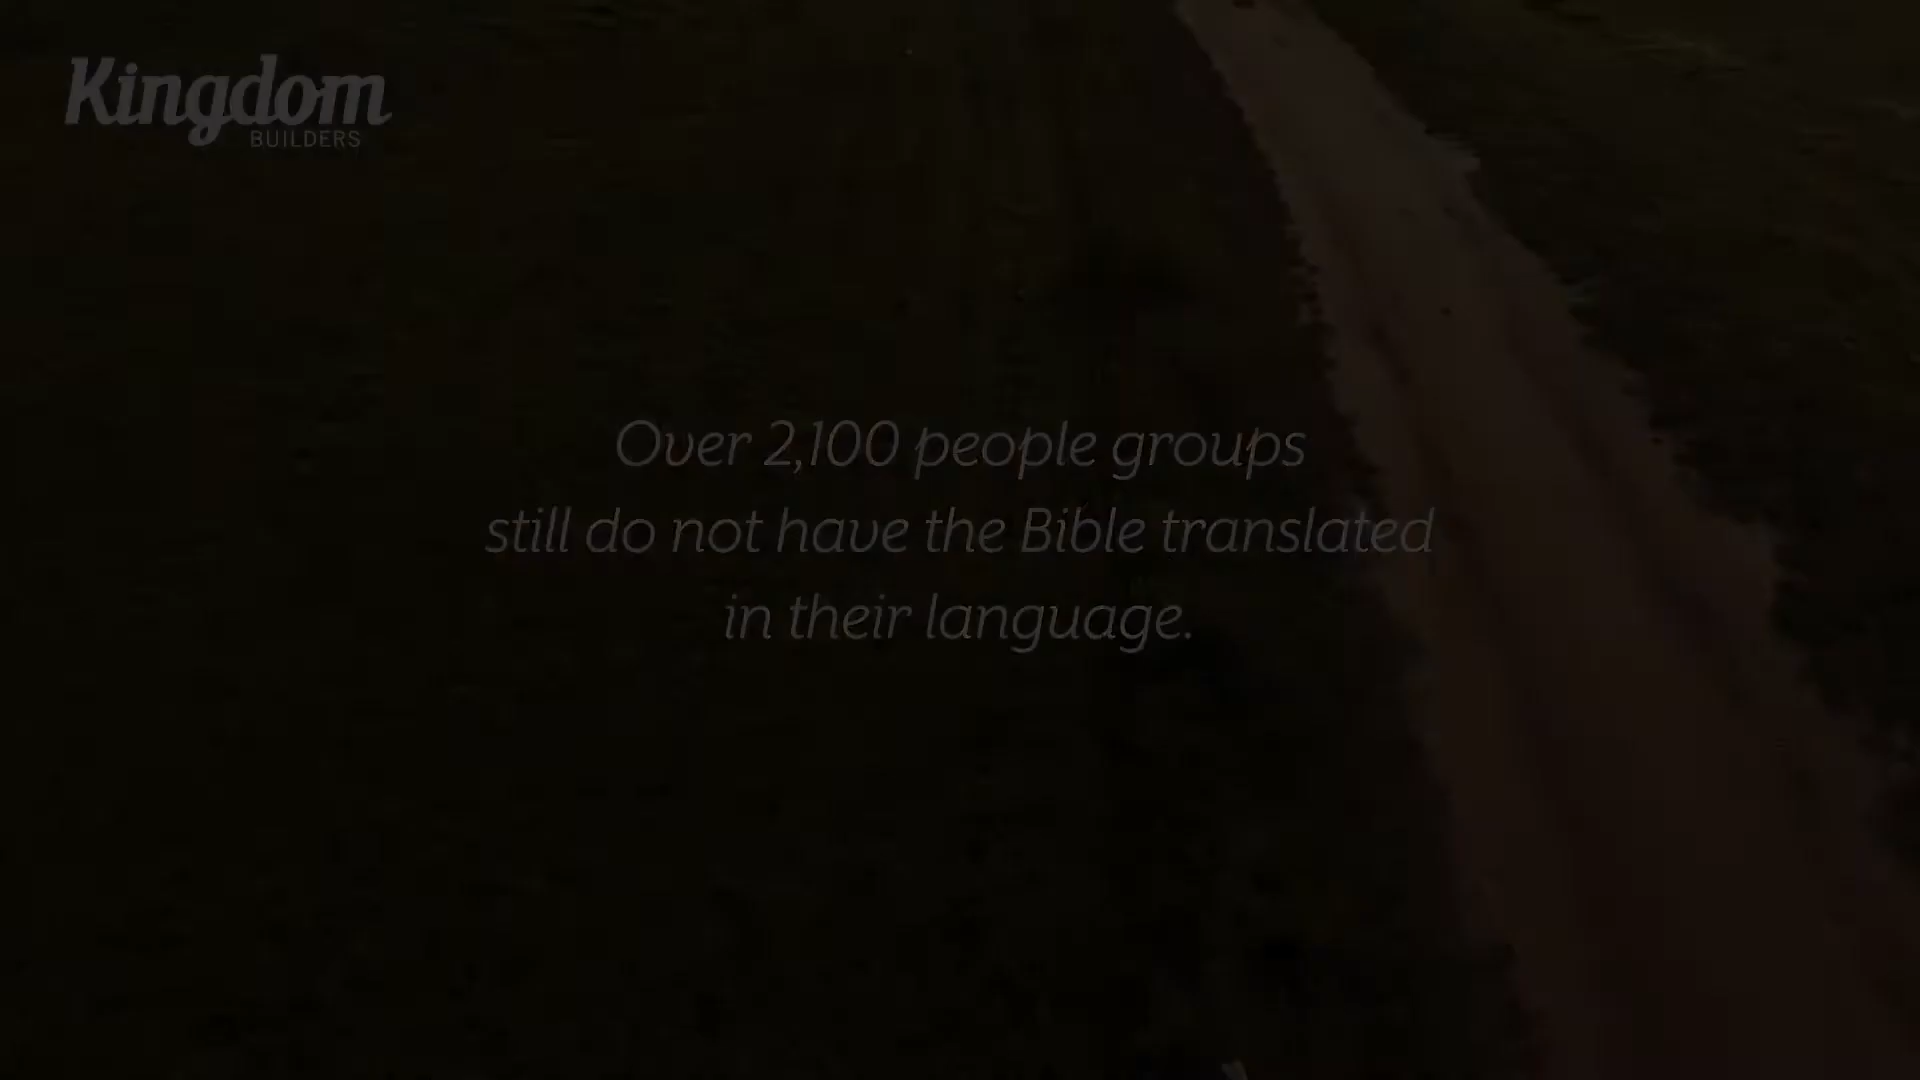 Kingdom
BUILDERS
Over 2,100 people groups
still do not have the Bible translated
in their language.